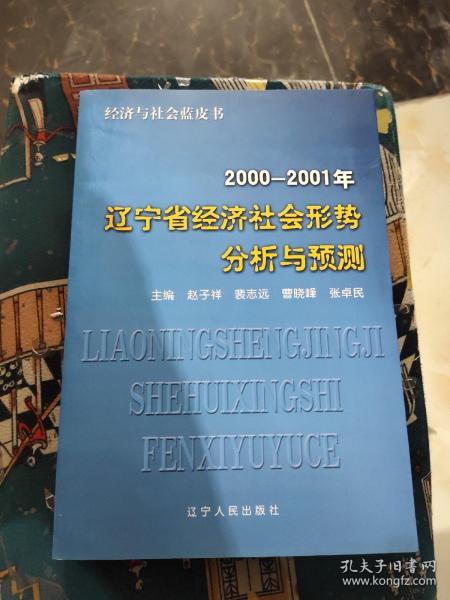 经济与社会蓝皮书
2000-2001年
辽宁省经济社会形势
分析与预测
主编 赵子祥 裴志远 曹晓峰 张卓民
LIAONINGSHENGJINGJI
SHEHUIXINGSHI
FENXIYUYUCE
辽宁人民出版社
孔夫子旧书网
www.kongfz.com